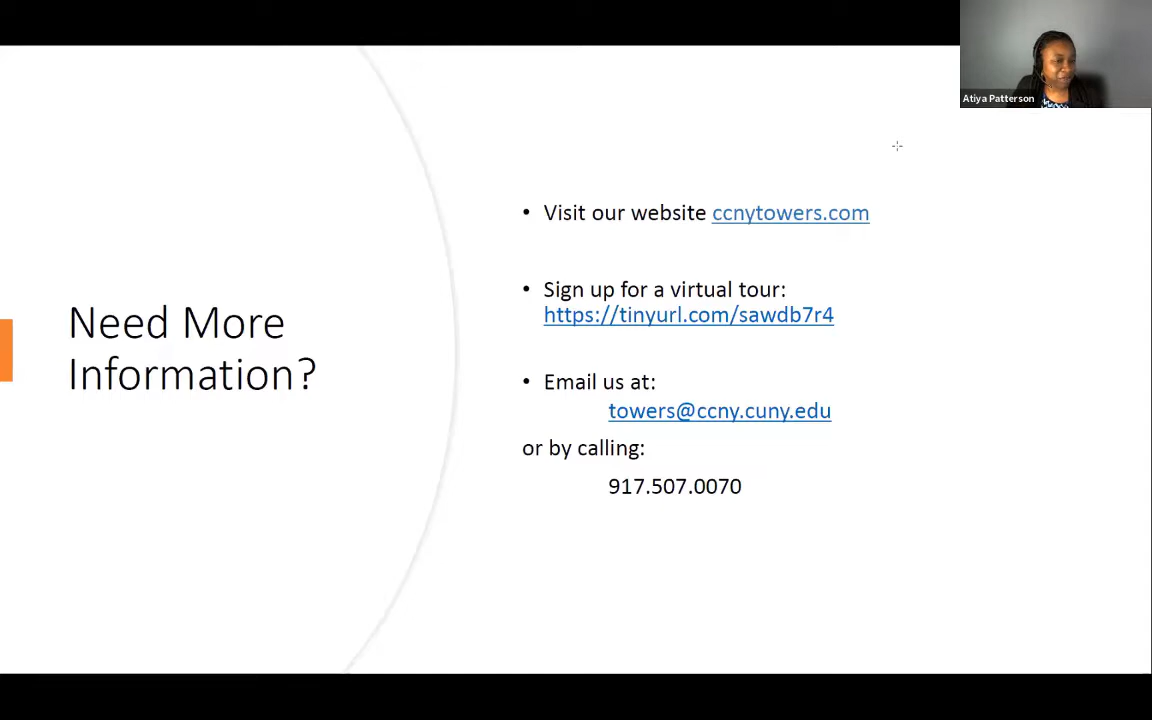 Atiya Patterson
Need More
Information?
• Visit our website ccnytowers.com
• Sign up for a virtual tour:
https://tinyurl.com/sawdb7r4
• Email us at:
towers@ccny.cuny.edu
or by calling:
917.507.0070